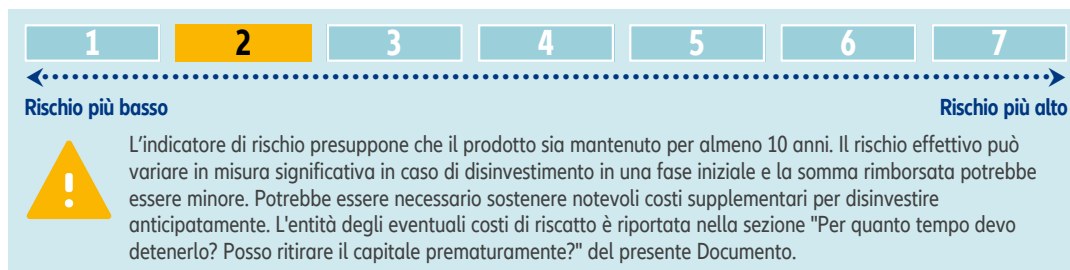 1 2 3 4 5 6 7
Rischio più basso Rischio più alto
L'indicatore di rischio presuppone che il prodotto sia mantenuto per almeno 10 anni. Il rischio effettivo può
variare in misura significativa in caso di disinvestimento in una fase iniziale e la somma rimborsata potrebbe
essere minore. Potrebbe essere necessario sostenere notevoli costi supplementari per disinvestire
anticipatamente. L'entità degli eventuali costi di riscatto è riportata nella sezione "Per quanto tempo devo
detenerlo? Posso ritirare il capitale prematuramente?" del presente Documento.